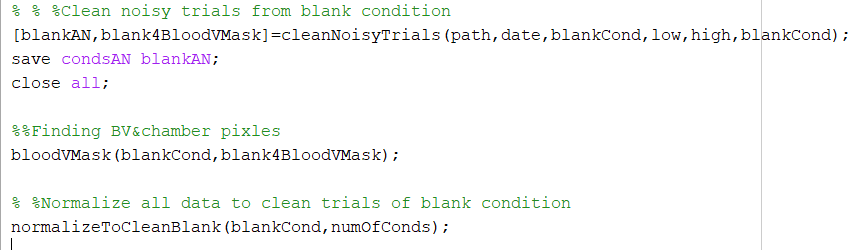 % % %Clean noisy trials from blank condition
[blankAN,blank4BloodVMask]=cleanNoisyTrials(path,date,blankCond,low,high,blankCond);
save condsAN blankAN;
close all;
%%Finding BV&chamber pixles
bloodVMask(blankCond,blank4BloodVMask);
% %Normalize all data to clean trials of blank condition
normalizeToCleanBlank(blankCond,numOfConds);